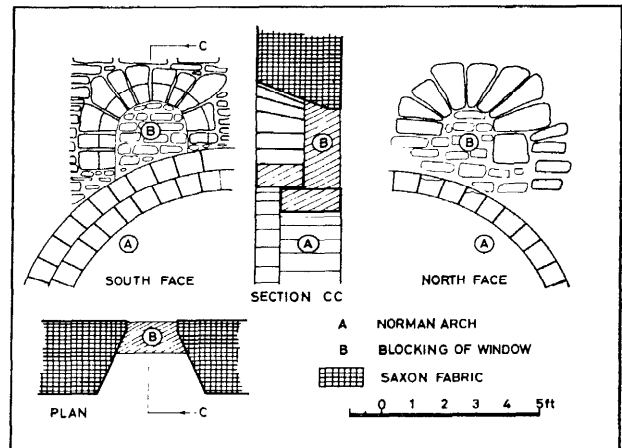 C
B
B
B
A
A
A
SOUTH FACE
SECTION CC
NORTH FACE
B
C
PLAN
A NORMAN ARCH
B BLOCKING OF WINDOW
SAXON FABRIC
0 1 2 3 4 5ft